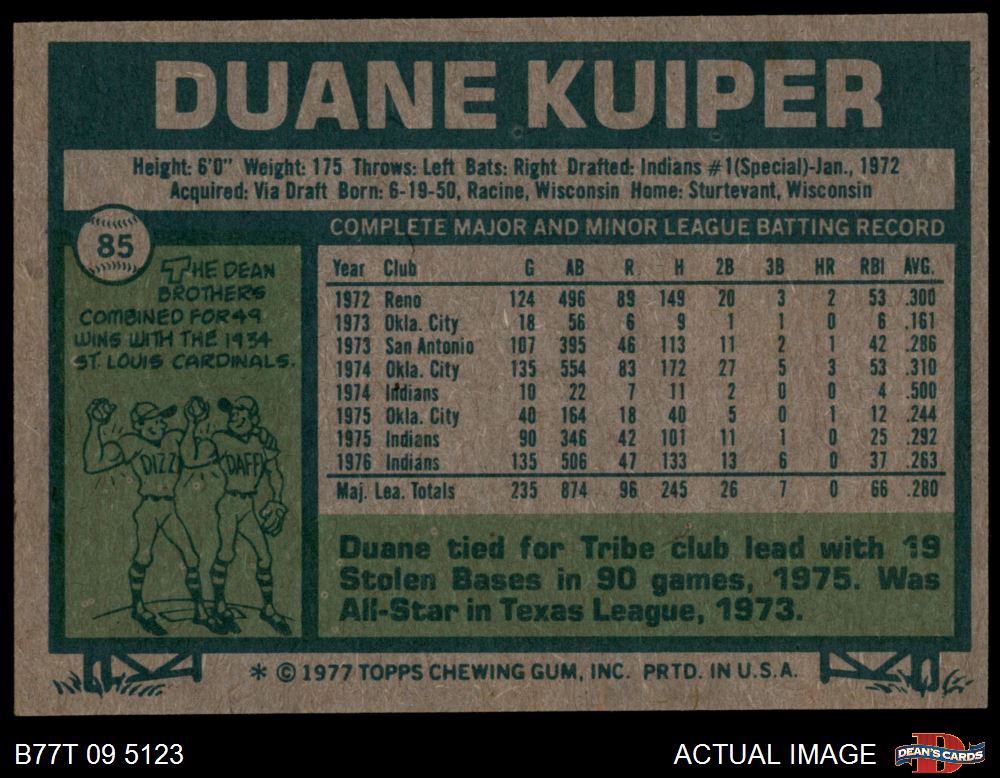 DUANE KUIPER
Height: 6'0" Weight: 175 Throws: Left Bats: Right Drafted: Indians #1(Special)-Jan., 1972
Acquired: Via Draft Born: 6-19-50, Racine, Wisconsin Home: Sturtevant, Wisconsin
85
THE DEAN
BROTHERS
COMBINED FOR 49
WINS WITH THE 1934
ST. LOUIS CARDINALS.
DIZZ
DAFF
COMPLETE MAJOR AND MINOR LEAGUE BATTING RECORD
Year Club G AB R H 2B 3B HR RBI AVG.
1972 Reno 124 496 89 149 20 3 2 53 .300
1973 Okla. City 18 56 6 9 1 1 0 6 .161
1973 San Antonio 107 395 46 113 11 2 1 42 .286
1974 Okla. City 135 554 83 172 27 5 3 53 .310
1974 Indians 10 22 7 11 2 0 0 4 .500
1975 Okla. City 40 164 18 40 5 0 1 12 .244
1975 Indians 90 346 42 101 11 1 0 25 .292
1976 Indians 135 506 47 133 13 6 0 37 .263
Maj. Lea. Totals 235 874 96 245 26 7 0 66 .280
Duane tied for Tribe club lead with 19
Stolen Bases in 90 games, 1975. Was
All-Star in Texas League, 1973.
* © 1977 TOPPS CHEWING GUM, INC. PRTD. IN U.S.A.
B77T 09 5123
ACTUAL IMAGE
D
DEAN'S CARDS